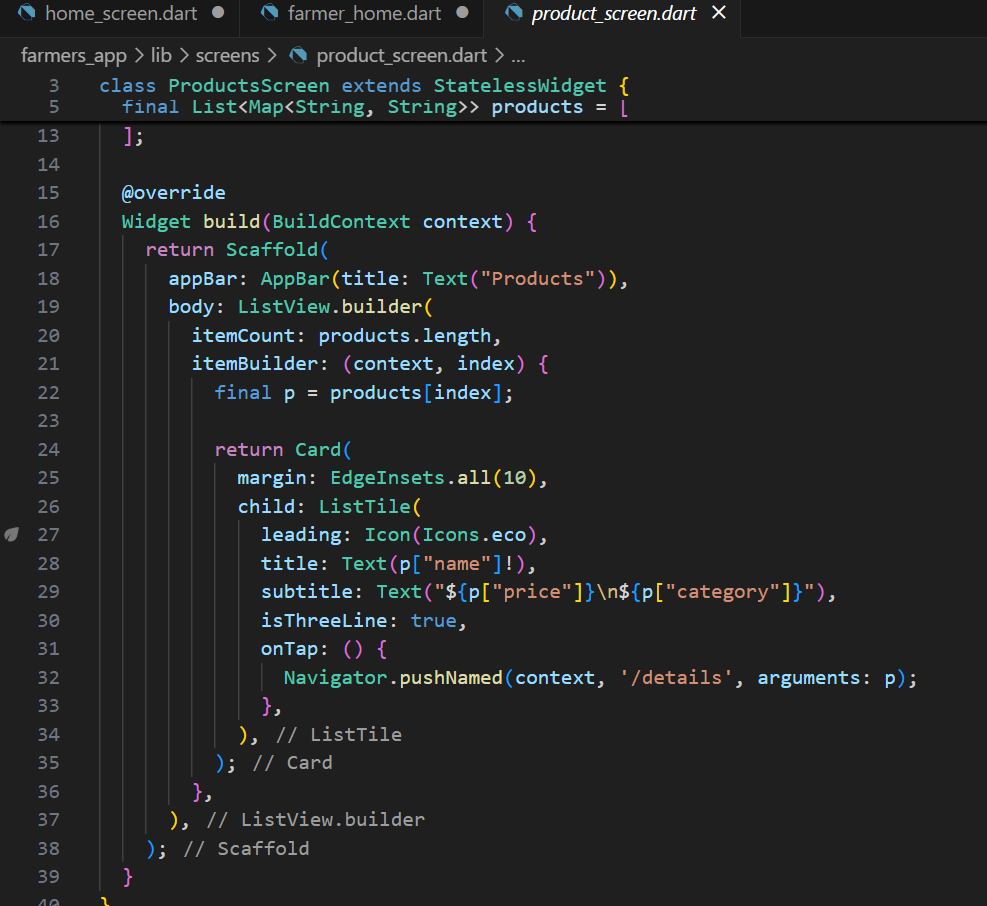 home_screen.dart farmer_home.dart product_screen.dart
farmers_app > lib > screens > product_screen.dart > ...
3 class ProductsScreen extends StatelessWidget {
5   final List<Map<String, String>> products = [
13   ];
14
15   @override
16   Widget build(BuildContext context) {
17     return Scaffold(
18       appBar: AppBar(title: Text("Products")),
19       body: ListView.builder(
20         itemCount: products.length,
21         itemBuilder: (context, index) {
22           final p = products[index];
23
24           return Card(
25             margin: EdgeInsets.all(10),
26             child: ListTile(
27               leading: Icon(Icons.eco),
28               title: Text(p["name"]!),
29               subtitle: Text("${p["price"]}\n${p["category"]}"),
30               isThreeLine: true,
31               onTap: () {
32                 Navigator.pushNamed(context, '/details', arguments: p);
33               },
34             ), // ListTile
35           ); // Card
36         },
37       ), // ListView.builder
38     ); // Scaffold
39   }
40 }